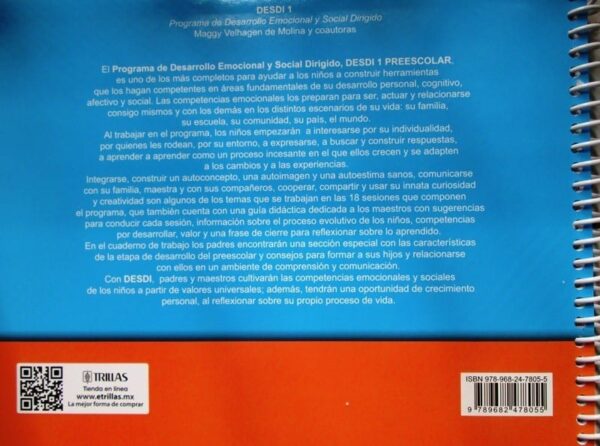 DESDI 1
Programa de Desarrollo Emocional y Social Dirigido
Maggy Velhagen de Molina y coautoras
El Programa de Desarrollo Emocional y Social Dirigido, DESDI 1 PREESCOLAR,
es uno de los más completos para ayudar a los niños a construir herramientas
que los hagan competentes en áreas fundamentales de su desarrollo personal, cognitivo,
afectivo y social. Las competencias emocionales los preparan para ser, actuar y relacionarse
consigo mismos y con los demás en los distintos escenarios de su vida: su familia,
su escuela, su comunidad, su país, el mundo.
Al trabajar en el programa, los niños empezarán a interesarse por su individualidad,
por quienes les rodean, por su entorno, a expresarse, a buscar y construir respuestas,
a aprender a aprender como un proceso incesante en el que ellos crecen y se adaptan
a los cambios y a las experiencias.
Integrarse, construir un autoconcepto, una autoimagen y una autoestima sanos, comunicarse
con su familia, maestra y con sus compañeros, cooperar, compartir y usar su innata curiosidad
y creatividad son algunos de los temas que se trabajan en las 18 sesiones que componen
el programa, que también cuenta con una guía didáctica dedicada a los maestros con sugerencias
para conducir cada sesión, información sobre el proceso evolutivo de los niños, competencias
por desarrollar, valor y una frase de cierre para reflexionar sobre lo aprendido.
En el cuaderno de trabajo los padres encontrarán una sección especial con las características
de la etapa de desarrollo del preescolar y consejos para formar a sus hijos y relacionarse
con ellos en un ambiente de comprensión y comunicación.
Con DESDI, padres y maestros cultivarán las competencias emocionales y sociales
de los niños a partir de valores universales; además, tendrán una oportunidad de crecimiento
personal, al reflexionar sobre su propio proceso de vida.
TRILLAS
Tienda en línea
www.etrillas.mx
La mejor forma de comprar
ISBN 978-968-24-7805-5
9 789682 478055